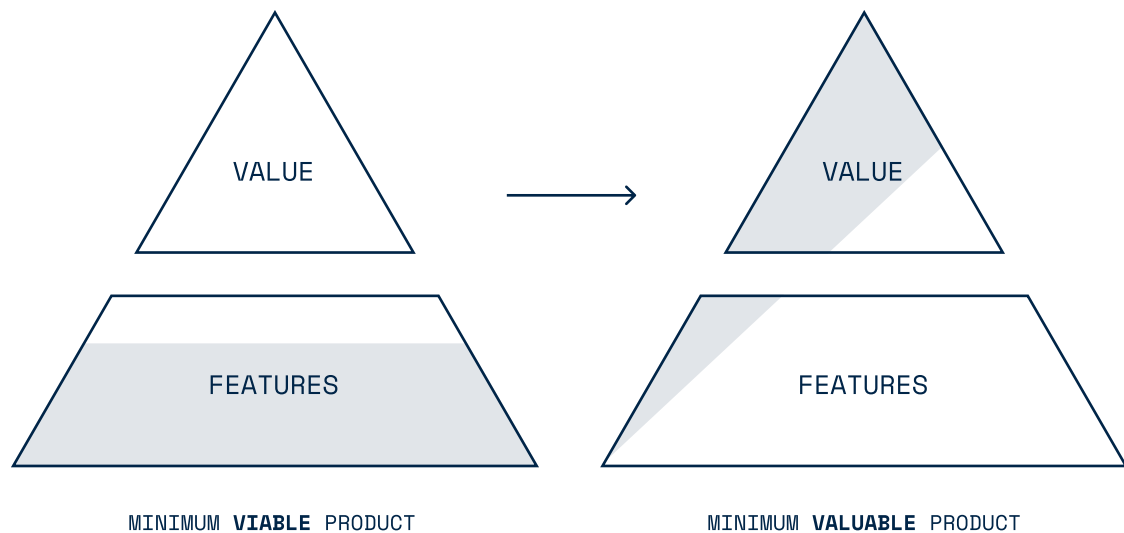 VALUE
FEATURES
MINIMUM VIABLE PRODUCT
VALUE
FEATURES
MINIMUM VALUABLE PRODUCT